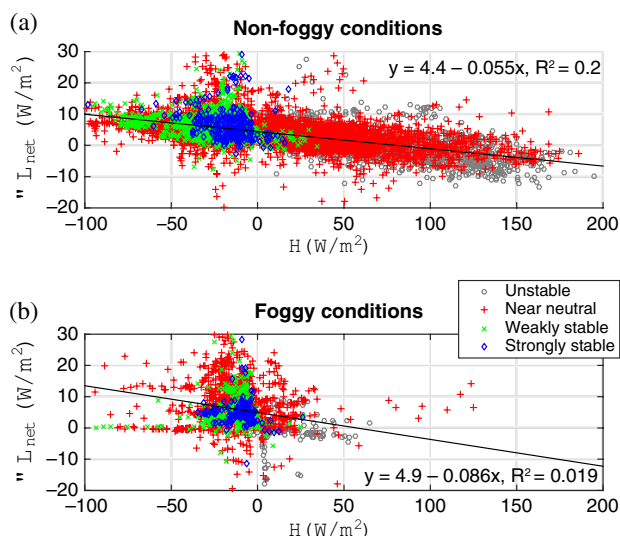 (a)
Non-foggy conditions
y = 4.4 − 0.055x, R² = 0.2
" L_net (W/m²)
30
20
10
0
−10
−20
−100 −50 0 50 100 150 200
H (W/m²)
Unstable
Near neutral
Weakly stable
Strongly stable
(b)
Foggy conditions
" L_net (W/m²)
30
20
10
0
−10
−20
y = 4.9 − 0.086x, R² = 0.019
−100 −50 0 50 100 150 200
H (W/m²)